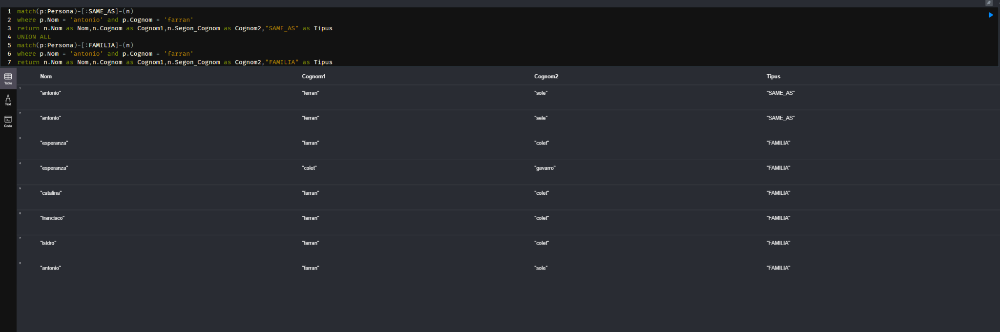 1 match(p:Persona)-[:SAME_AS]-(n)
2 where p.Nom = 'antonio' and p.Cognom = 'farran'
3 return n.Nom as Nom,n.Cognom as Cognom1,n.Segon_Cognom as Cognom2,"SAME_AS" as Tipus
4 UNION ALL
5 match(p:Persona)-[:FAMILIA]-(n)
6 where p.Nom = 'antonio' and p.Cognom = 'farran'
7 return n.Nom as Nom,n.Cognom as Cognom1,n.Segon_Cognom as Cognom2,"FAMILIA" as Tipus
Table
Text
Code
Nom Cognom1 Cognom2 Tipus
1 "antonio" "ferran" "sole" "SAME_AS"
2 "antonio" "ferran" "sele" "SAME_AS"
3 "esperanza" "farran" "colet" "FAMILIA"
4 "esperanza" "colet" "gavarro" "FAMILIA"
5 "catalina" "farran" "colet" "FAMILIA"
6 "francisco" "farran" "colet" "FAMILIA"
7 "isidro" "farran" "colet" "FAMILIA"
8 "antonio" "farran" "sole" "FAMILIA"